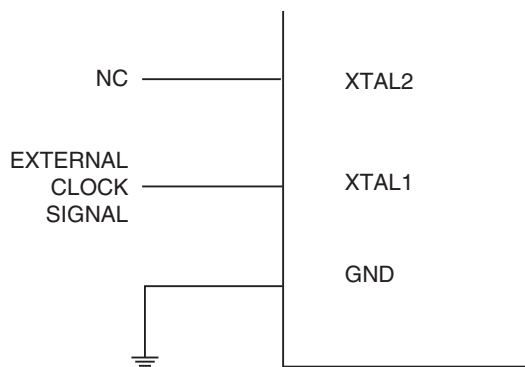 NC
XTAL2
EXTERNAL
CLOCK
SIGNAL
XTAL1
GND